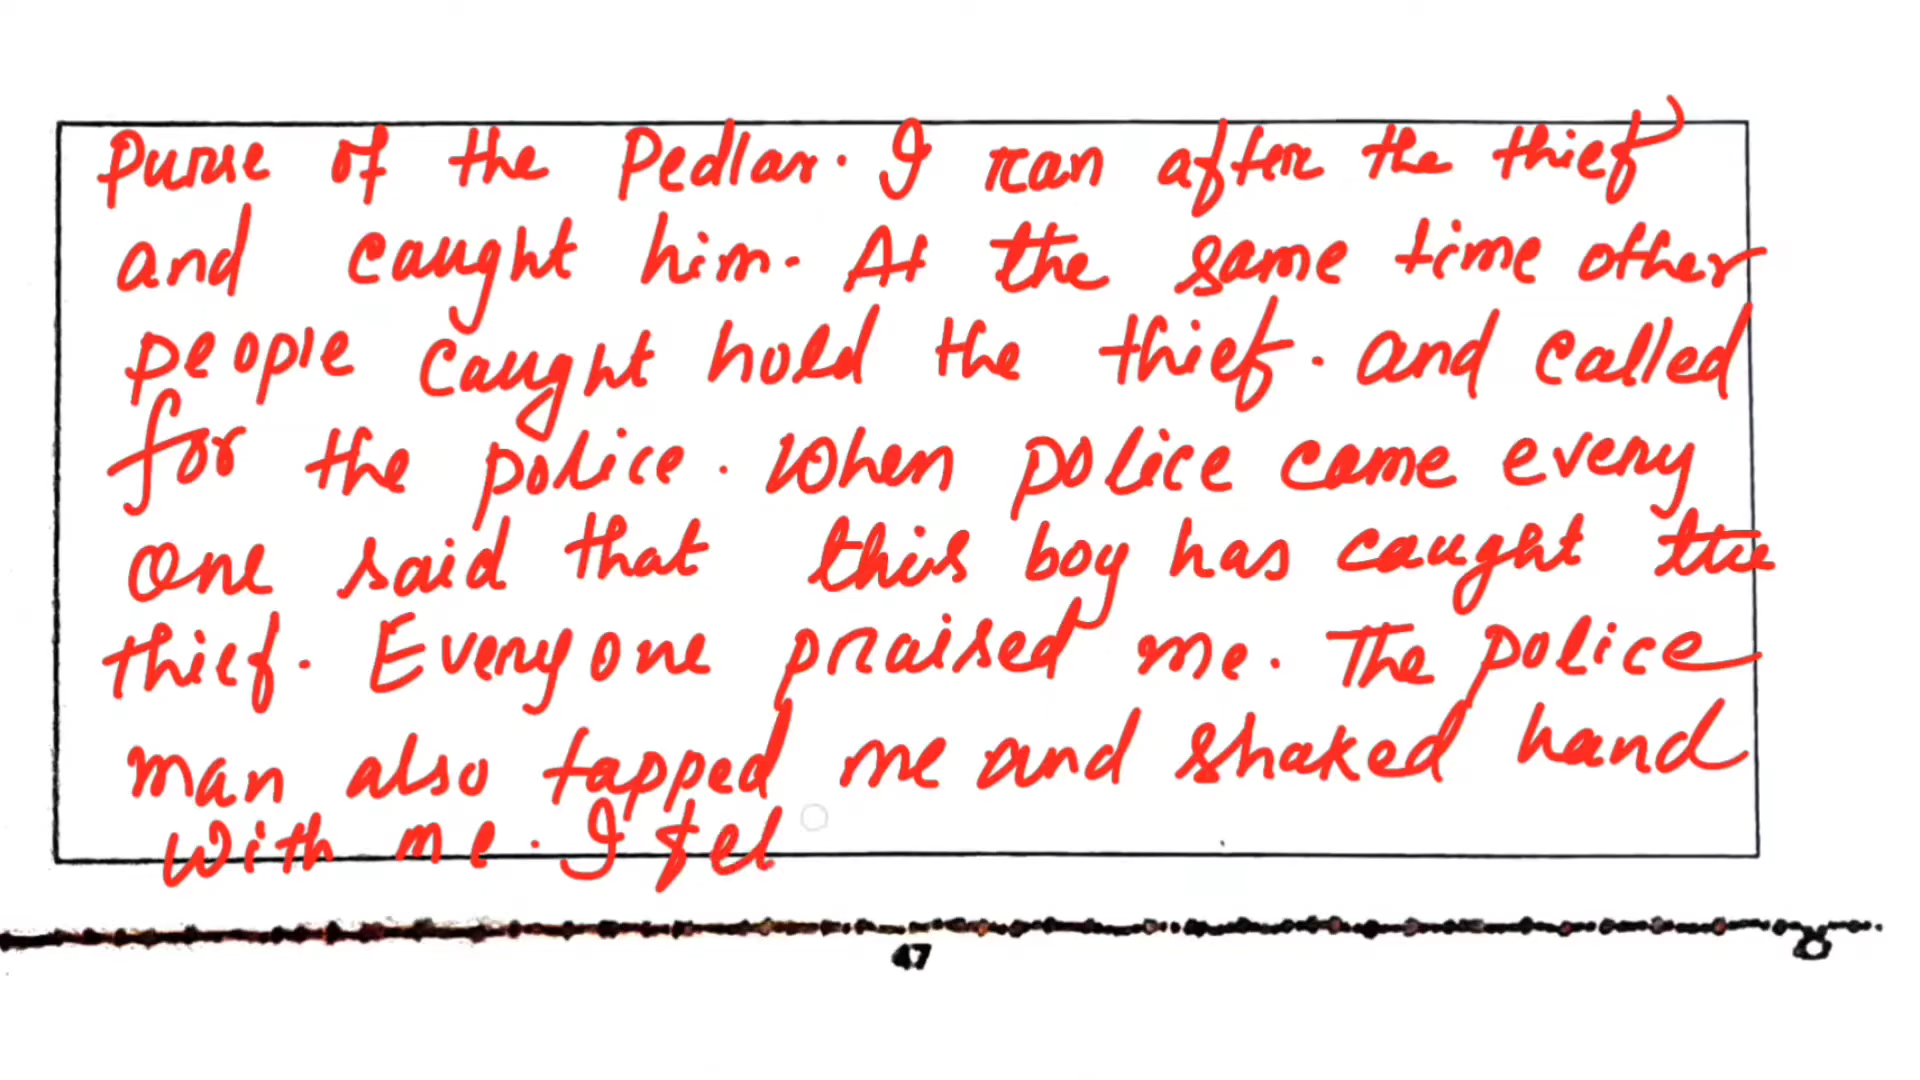 purse of the Pedlar. I ran after the thief
and caught him. At the same time other
people caught hold the thief. and called
for the police. When police came every
one said that this boy has caught the
thief. Everyone praised me. The police
man also tapped me and shaked hand
with me. I fel
47